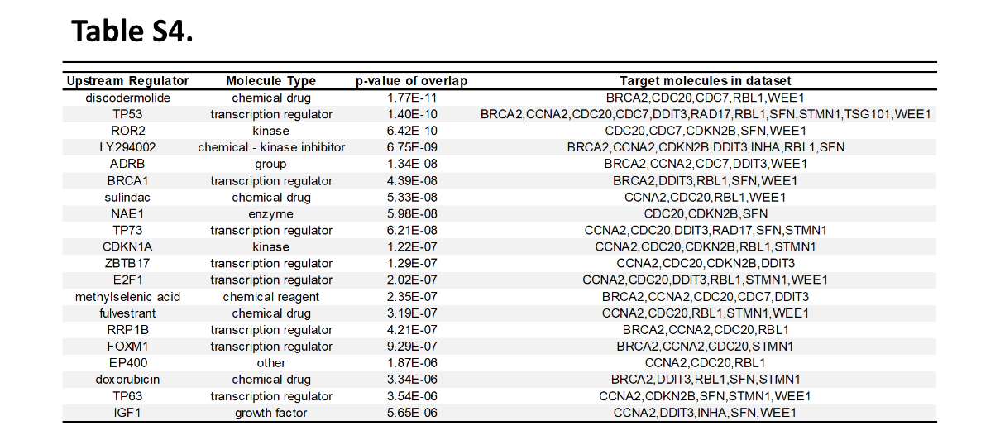 Table S4.
Upstream Regulator Molecule Type p-value of overlap Target molecules in dataset
discodermolide chemical drug 1.77E-11 BRCA2,CDC20,CDC7,RBL1,WEE1
TP53 transcription regulator 1.40E-10 BRCA2,CCNA2,CDC20,CDC7,DDIT3,RAD17,RBL1,SFN,STMN1,TSG101,WEE1
ROR2 kinase 6.42E-10 CDC20,CDC7,CDKN2B,SFN,WEE1
LY294002 chemical - kinase inhibitor 6.75E-09 BRCA2,CCNA2,CDKN2B,DDIT3,INHA,RBL1,SFN
ADRB group 1.34E-08 BRCA2,CCNA2,CDC7,DDIT3,WEE1
BRCA1 transcription regulator 4.39E-08 BRCA2,DDIT3,RBL1,SFN,WEE1
sulindac chemical drug 5.33E-08 CCNA2,CDC20,RBL1,WEE1
NAE1 enzyme 5.98E-08 CDC20,CDKN2B,SFN
TP73 transcription regulator 6.21E-08 CCNA2,CDC20,DDIT3,RAD17,SFN,STMN1
CDKN1A kinase 1.22E-07 CCNA2,CDC20,CDKN2B,RBL1,STMN1
ZBTB17 transcription regulator 1.29E-07 CCNA2,CDC20,CDKN2B,DDIT3
E2F1 transcription regulator 2.02E-07 CCNA2,CDC20,DDIT3,RBL1,STMN1,WEE1
methylselenic acid chemical reagent 2.35E-07 BRCA2,CCNA2,CDC20,CDC7,DDIT3
fulvestrant chemical drug 3.19E-07 CCNA2,CDC20,RBL1,STMN1,WEE1
RRP1B transcription regulator 4.21E-07 BRCA2,CCNA2,CDC20,RBL1
FOXM1 transcription regulator 9.29E-07 BRCA2,CCNA2,CDC20,STMN1
EP400 other 1.87E-06 CCNA2,CDC20,RBL1
doxorubicin chemical drug 3.34E-06 BRCA2,DDIT3,RBL1,SFN,STMN1
TP63 transcription regulator 3.54E-06 CCNA2,CDKN2B,SFN,STMN1,WEE1
IGF1 growth factor 5.65E-06 CCNA2,DDIT3,INHA,SFN,WEE1